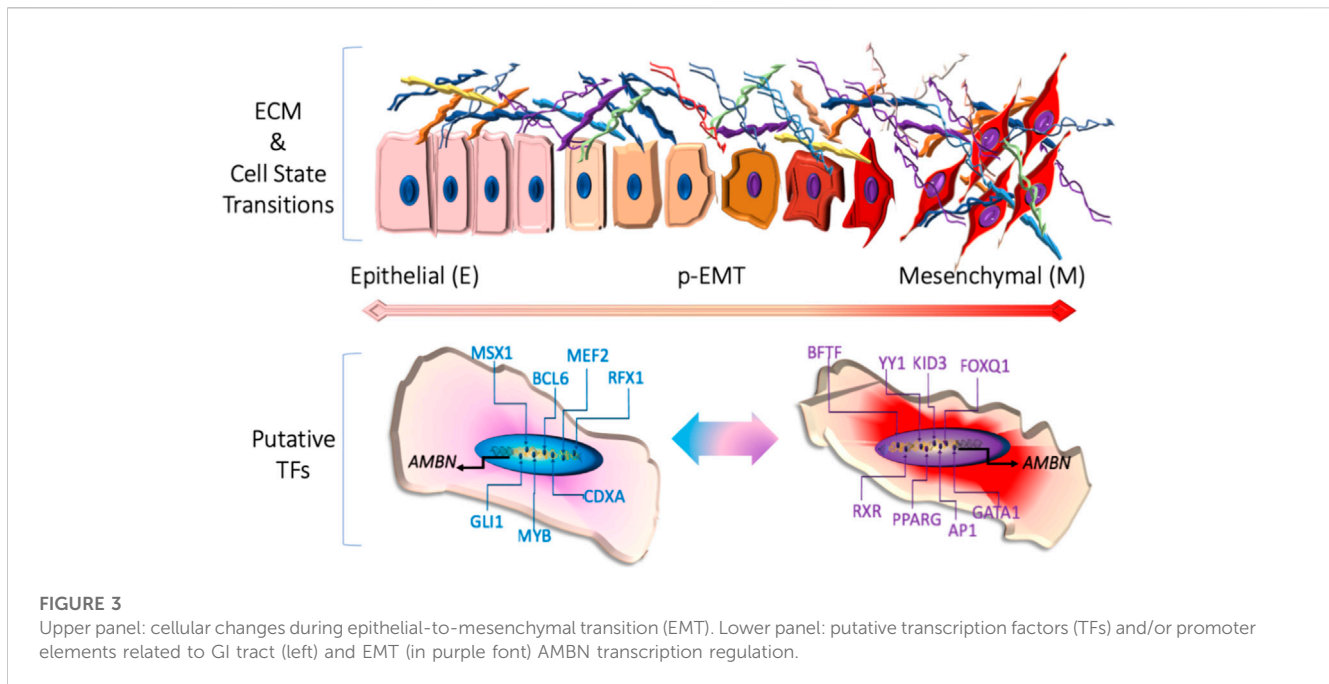 ECM
&
Cell State
Transitions
Epithelial (E)
p-EMT
Mesenchymal (M)
Putative
TFs
MSX1
BCL6
MEF2
RFX1
AMBN
GLI1
MYB
CDXA
BFTF
YY1
KID3
FOXQ1
AMBN
RXR
PPARG
AP1
GATA1
FIGURE 3
Upper panel: cellular changes during epithelial-to-mesenchymal transition (EMT). Lower panel: putative transcription factors (TFs) and/or promoter
elements related to GI tract (left) and EMT (in purple font) AMBN transcription regulation.